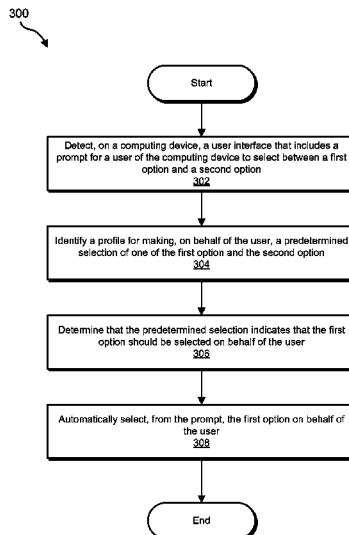 300
Start
Detect, on a computing device, a user interface that includes a
prompt for a user of the computing device to select between a first
option and a second option
302
Identify a profile for making, on behalf of the user, a predetermined
selection of one of the first option and the second option
304
Determine that the predetermined selection indicates that the first
option should be selected on behalf of the user
306
Automatically select, from the prompt, the first option on behalf of
the user
308
End